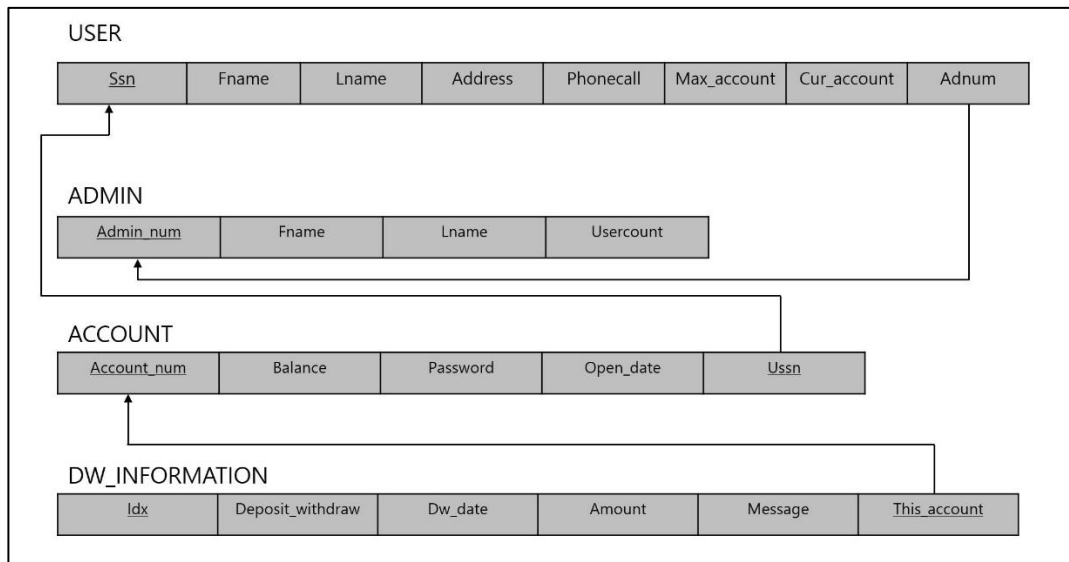 USER
Ssn Fname Lname Address Phonecall Max_account Cur_account Adnum
ADMIN
Admin_num Fname Lname Usercount
ACCOUNT
Account_num Balance Password Open_date Ussn
DW_INFORMATION
Idx Deposit_withdraw Dw_date Amount Message This_account